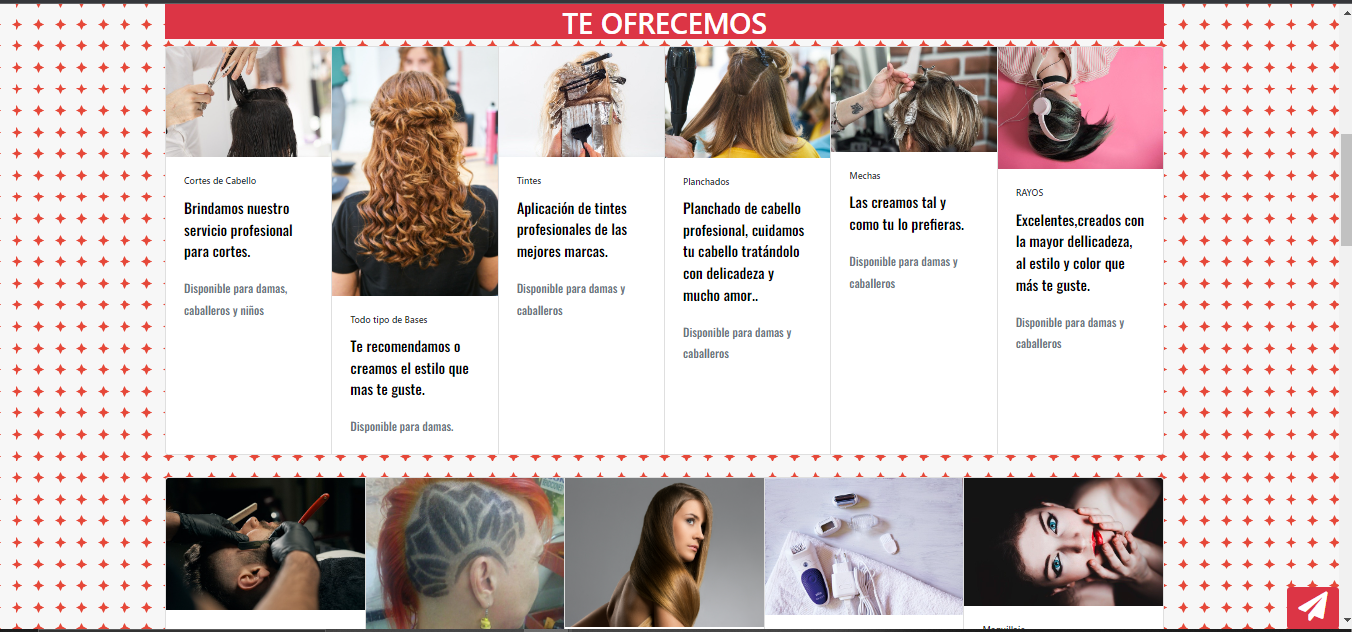 TE OFRECEMOS
Cortes de Cabello
Brindamos nuestro
servicio profesional
para cortes.
Disponible para damas,
caballeros y niños
Todo tipo de Bases
Te recomendamos o
creamos el estilo que
mas te guste.
Disponible para damas.
Tintes
Aplicación de tintes
profesionales de las
mejores marcas.
Disponible para damas y
caballeros
Planchados
Planchado de cabello
profesional, cuidamos
tu cabello tratándolo
con delicadeza y
mucho amor..
Disponible para damas y
caballeros
Mechas
Las creamos tal y
como tu lo prefieras.
Disponible para damas y
caballeros
RAYOS
Excelentes,creados con
la mayor dellicadeza,
al estilo y color que
más te guste.
Disponible para damas y
caballeros